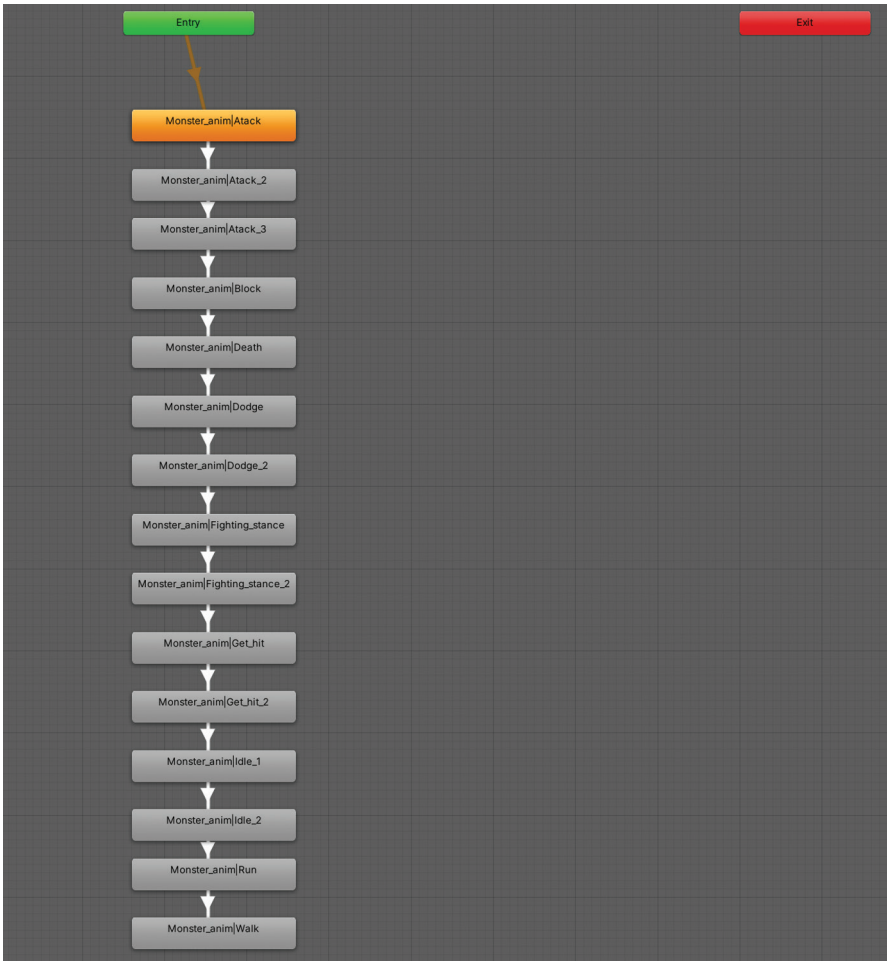 Entry
Exit
Monster_anim|Atack
Monster_anim|Atack_2
Monster_anim|Atack_3
Monster_anim|Block
Monster_anim|Death
Monster_anim|Dodge
Monster_anim|Dodge_2
Monster_anim|Fighting_stance
Monster_anim|Fighting_stance_2
Monster_anim|Get_hit
Monster_anim|Get_hit_2
Monster_anim|Idle_1
Monster_anim|Idle_2
Monster_anim|Run
Monster_anim|Walk